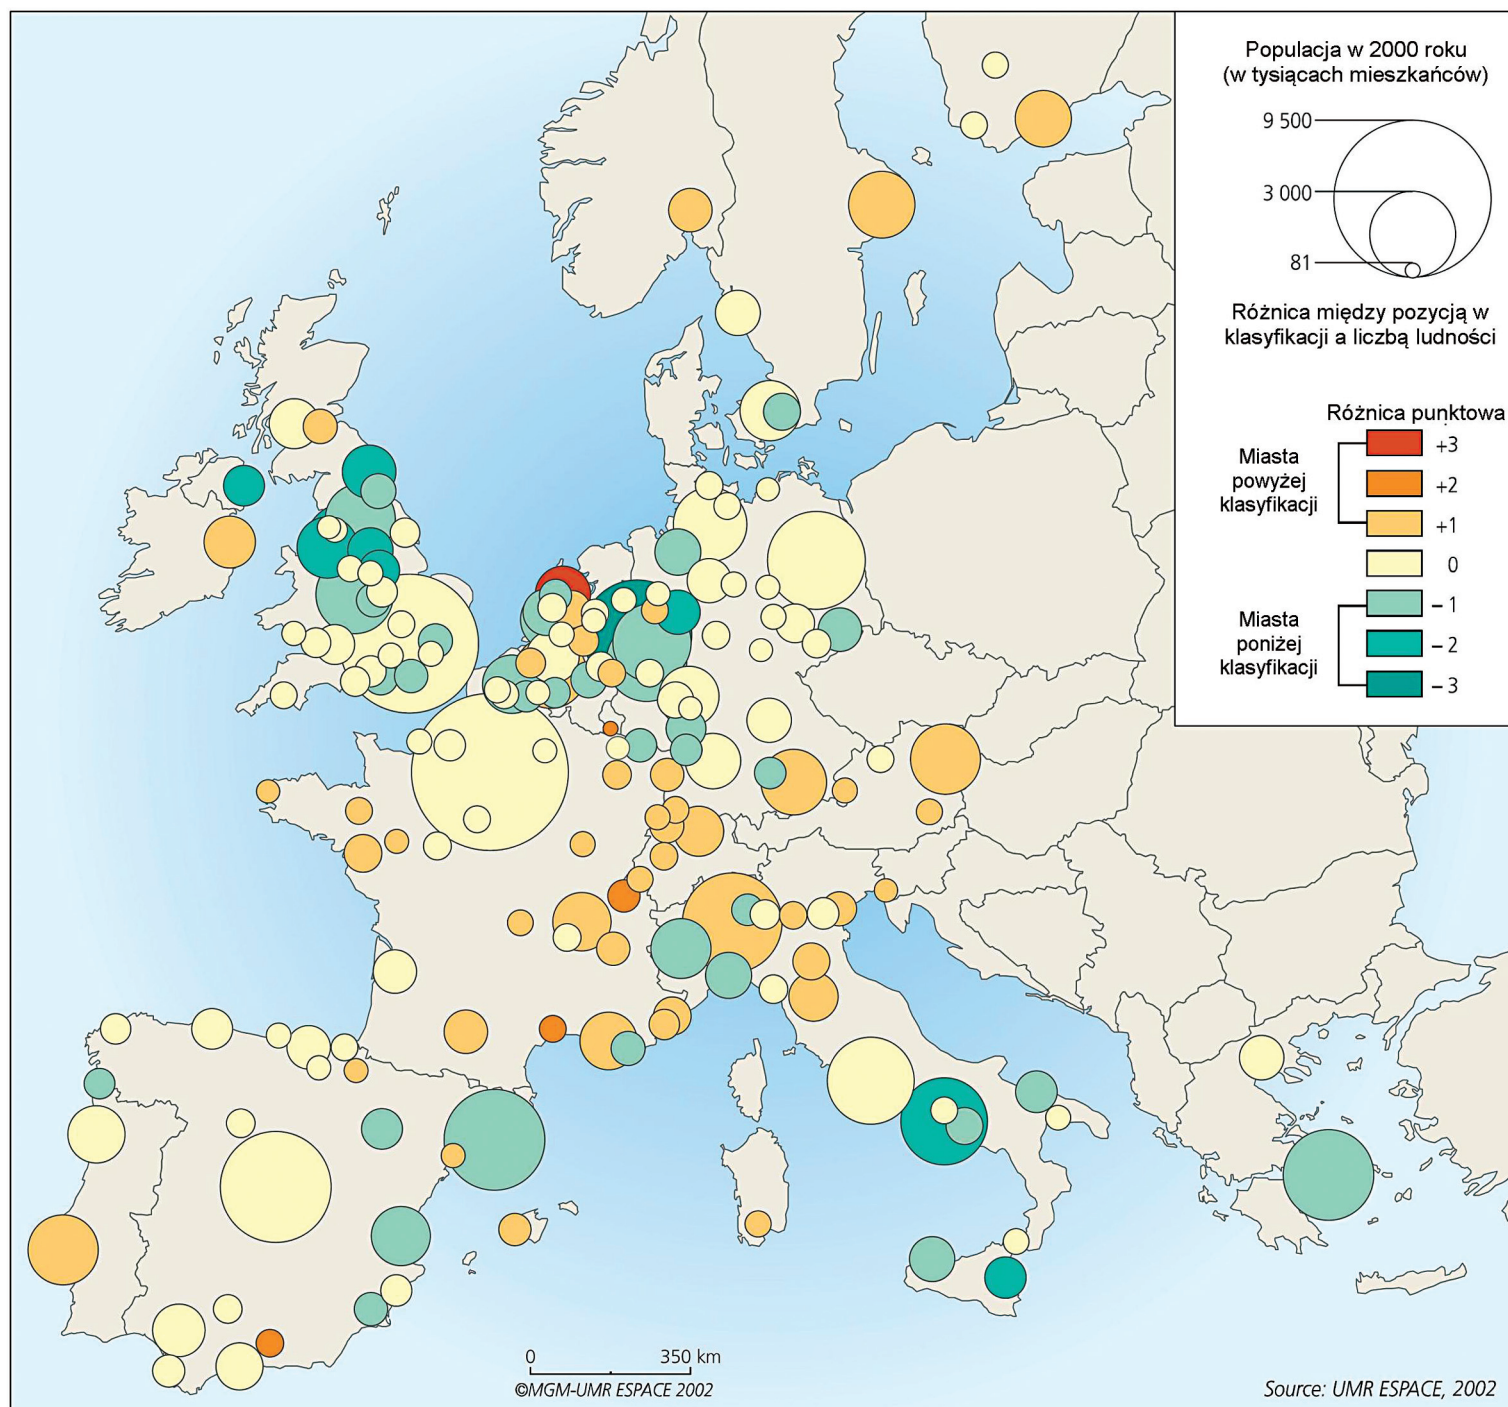 Populacja w 2000 roku
(w tysiącach mieszkańców)
9 500
3 000
81
Różnica między pozycją w
klasyfikacji a liczbą ludności
Różnica punktowa
Miasta
powyżej
klasyfikacji
+3
+2
+1
0
Miasta
poniżej
klasyfikacji
– 1
– 2
– 3
0 350 km
©MGM-UMR ESPACE 2002
Source: UMR ESPACE, 2002